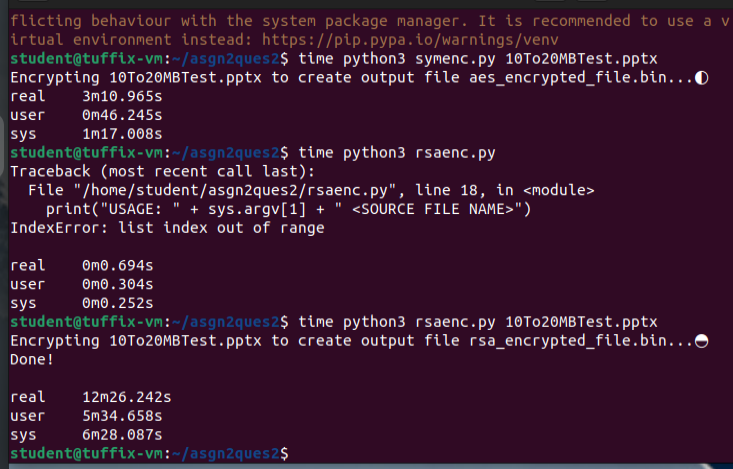 flicting behaviour with the system package manager. It is recommended to use a v
irtual environment instead: https://pip.pypa.io/warnings/venv
student@tuffix-vm:~/asgn2ques2$ time python3 symenc.py 10To20MBTest.pptx
Encrypting 10To20MBTest.pptx to create output file aes_encrypted_file.bin...◐
real    3m10.965s
user    0m46.245s
sys     1m17.008s
student@tuffix-vm:~/asgn2ques2$ time python3 rsaenc.py
Traceback (most recent call last):
  File "/home/student/asgn2ques2/rsaenc.py", line 18, in <module>
    print("USAGE: " + sys.argv[1] + " <SOURCE FILE NAME>")
IndexError: list index out of range

real    0m0.694s
user    0m0.304s
sys     0m0.252s
student@tuffix-vm:~/asgn2ques2$ time python3 rsaenc.py 10To20MBTest.pptx
Encrypting 10To20MBTest.pptx to create output file rsa_encrypted_file.bin...◓
Done!

real    12m26.242s
user    5m34.658s
sys     6m28.087s
student@tuffix-vm:~/asgn2ques2$